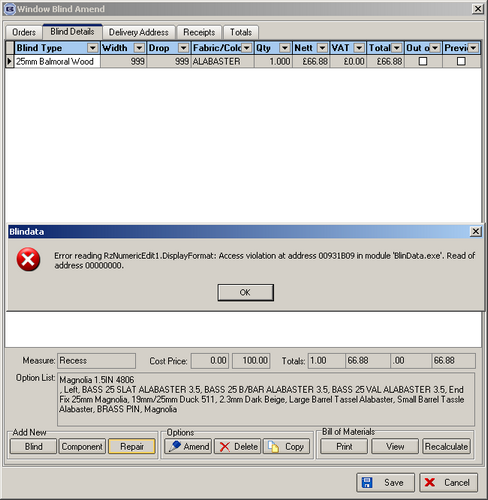 Window Blind Amend
Orders Blind Details Delivery Address Receipts Totals
Blind Type Width Drop Fabric/Colo Qty Nett VAT Total Out o Previ
25mm Balmoral Wood 999 999 ALABASTER 1.000 £66.88 £0.00 £66.88
Blindata
Error reading RzNumericEdit1.DisplayFormat: Access violation at address 00931B09 in module 'BlinData.exe'. Read of
address 00000000.
OK
Measure: Recess Cost Price: 0.00 100.00 Totals: 1.00 66.88 .00 66.88
Option List: Magnolia 1.5IN 4806
, Left, BASS 25 SLAT ALABASTER 3.5, BASS 25 B/BAR ALABASTER 3.5, BASS 25 VAL ALABASTER 3.5, End
Fix 25mm Magnolia, 19mm/25mm Duck 511, 2.3mm Dark Beige, Large Barrel Tassel Alabaster, Small Barrel Tassle
Alabaster, BRASS PIN, Magnolia
Add New Options Bill of Materials
Blind Component Repair Amend Delete Copy Print View Recalculate
Save Cancel